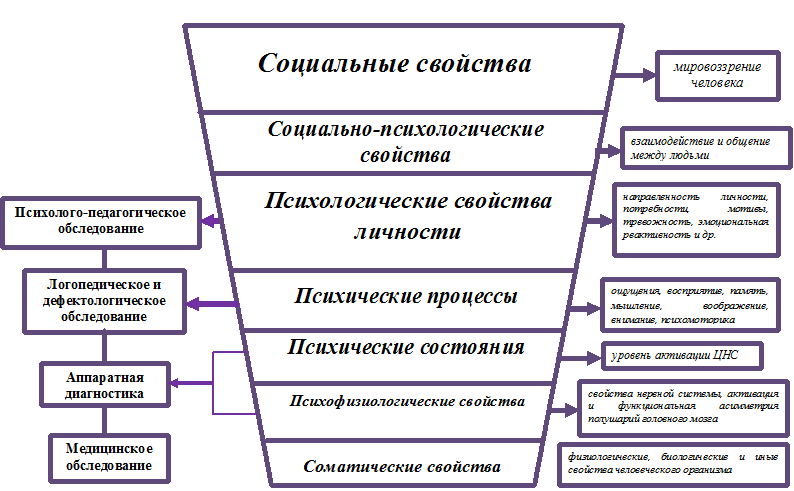 Социальные свойства
мировоззрение
человека
Социально-психологические
свойства
взаимодействие и общение
между людьми
Психологические свойства
личности
направленность личности,
потребности, мотивы,
тревожность, эмоциональная
реактивность и др.
Психолого-педагогическое
обследование
Логопедическое и
дефектологическое
обследование
Психические процессы
ощущения, восприятие, память,
мышление, воображение,
внимание, психомоторика
Психические состояния
уровень активации ЦНС
Аппаратная
диагностика
Психофизиологические свойства
свойства нервной системы, активация
и функциональная асимметрия
полушарий головного мозга
Медицинское
обследование
Соматические свойства
физиологические, биологические и иные
свойства человеческого организма